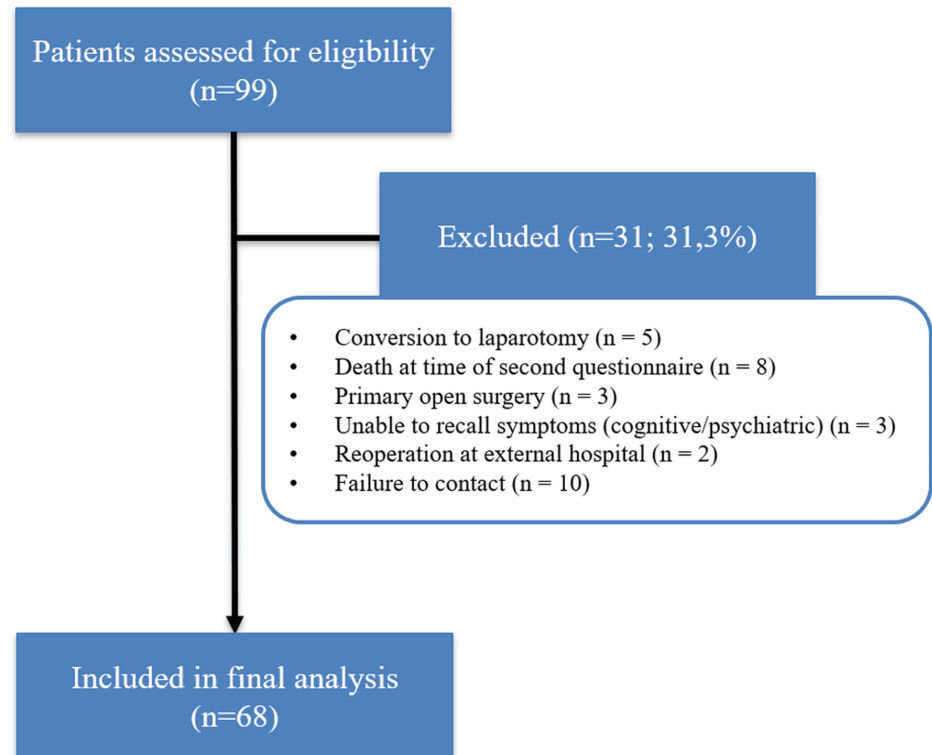 Patients assessed for eligibility
(n=99)
Excluded (n=31; 31,3%)
• Conversion to laparotomy (n = 5)
• Death at time of second questionnaire (n = 8)
• Primary open surgery (n = 3)
• Unable to recall symptoms (cognitive/psychiatric) (n = 3)
• Reoperation at external hospital (n = 2)
• Failure to contact (n = 10)
Included in final analysis
(n=68)